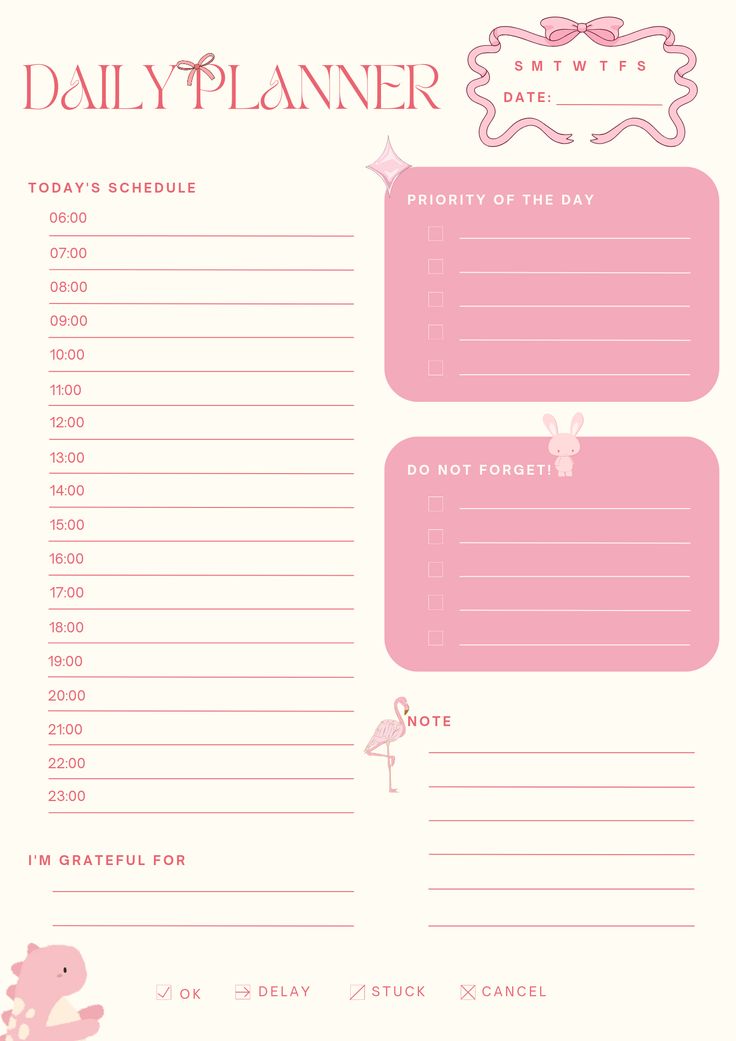 DAILY PLANNER
S M T W T F S
DATE:
TODAY'S SCHEDULE
06:00
07:00
08:00
09:00
10:00
11:00
12:00
13:00
14:00
15:00
16:00
17:00
18:00
19:00
20:00
21:00
22:00
23:00
I'M GRATEFUL FOR
PRIORITY OF THE DAY
DO NOT FORGET!
NOTE
OK DELAY STUCK CANCEL